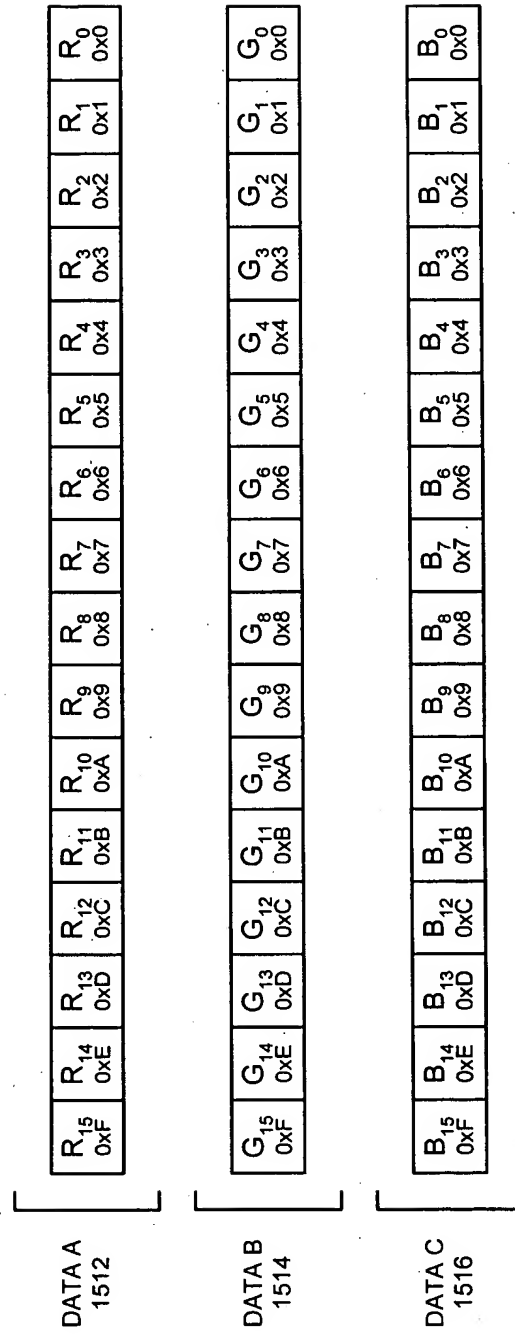 DATA A
1512
R15 R14 R13 R12 R11 R10 R9 R8 R7 R6 R5 R4 R3 R2 R1 R0
0xF 0xE 0xD 0xC 0xB 0xA 0x9 0x8 0x7 0x6 0x5 0x4 0x3 0x2 0x1 0x0
DATA B
1514
G15 G14 G13 G12 G11 G10 G9 G8 G7 G6 G5 G4 G3 G2 G1 G0
0xF 0xE 0xD 0xC 0xB 0xA 0x9 0x8 0x7 0x6 0x5 0x4 0x3 0x2 0x1 0x0
DATA C
1516
B15 B14 B13 B12 B11 B10 B9 B8 B7 B6 B5 B4 B3 B2 B1 B0
0xF 0xE 0xD 0xC 0xB 0xA 0x9 0x8 0x7 0x6 0x5 0x4 0x3 0x2 0x1 0x0